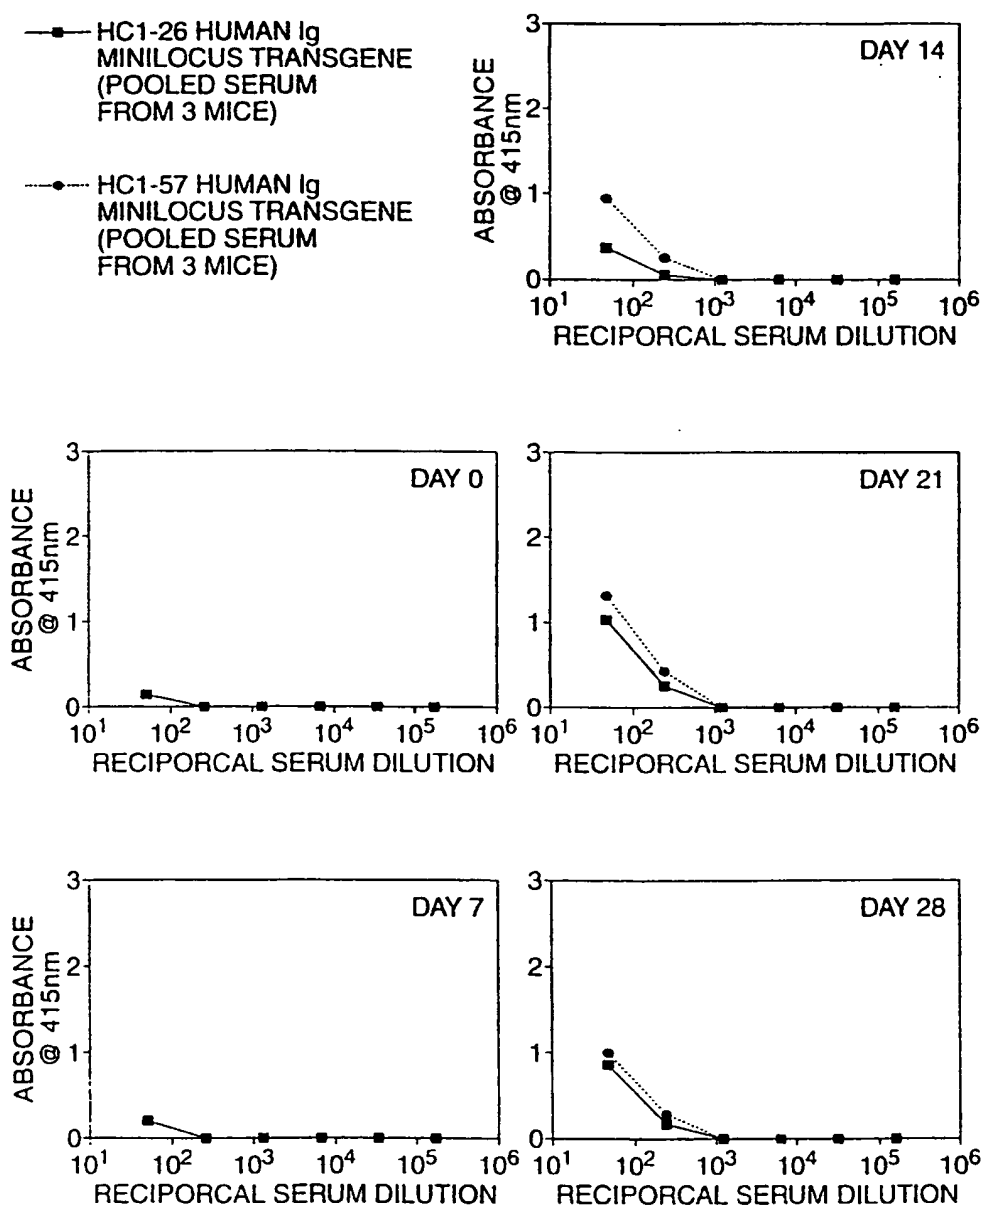 HC1-26 HUMAN Ig
MINILOCUS TRANSGENE
(POOLED SERUM
FROM 3 MICE)
HC1-57 HUMAN Ig
MINILOCUS TRANSGENE
(POOLED SERUM
FROM 3 MICE)
DAY 14
ABSORBANCE
@ 415nm
3
2
1
0
10¹ 10² 10³ 10⁴ 10⁵ 10⁶
RECIPORCAL SERUM DILUTION
DAY 0
ABSORBANCE
@ 415nm
3
2
1
0
10¹ 10² 10³ 10⁴ 10⁵ 10⁶
RECIPORCAL SERUM DILUTION
DAY 21
3
2
1
0
10¹ 10² 10³ 10⁴ 10⁵ 10⁶
RECIPORCAL SERUM DILUTION
DAY 7
ABSORBANCE
@ 415nm
3
2
1
0
10¹ 10² 10³ 10⁴ 10⁵ 10⁶
RECIPORCAL SERUM DILUTION
DAY 28
3
2
1
0
10¹ 10² 10³ 10⁴ 10⁵ 10⁶
RECIPORCAL SERUM DILUTION